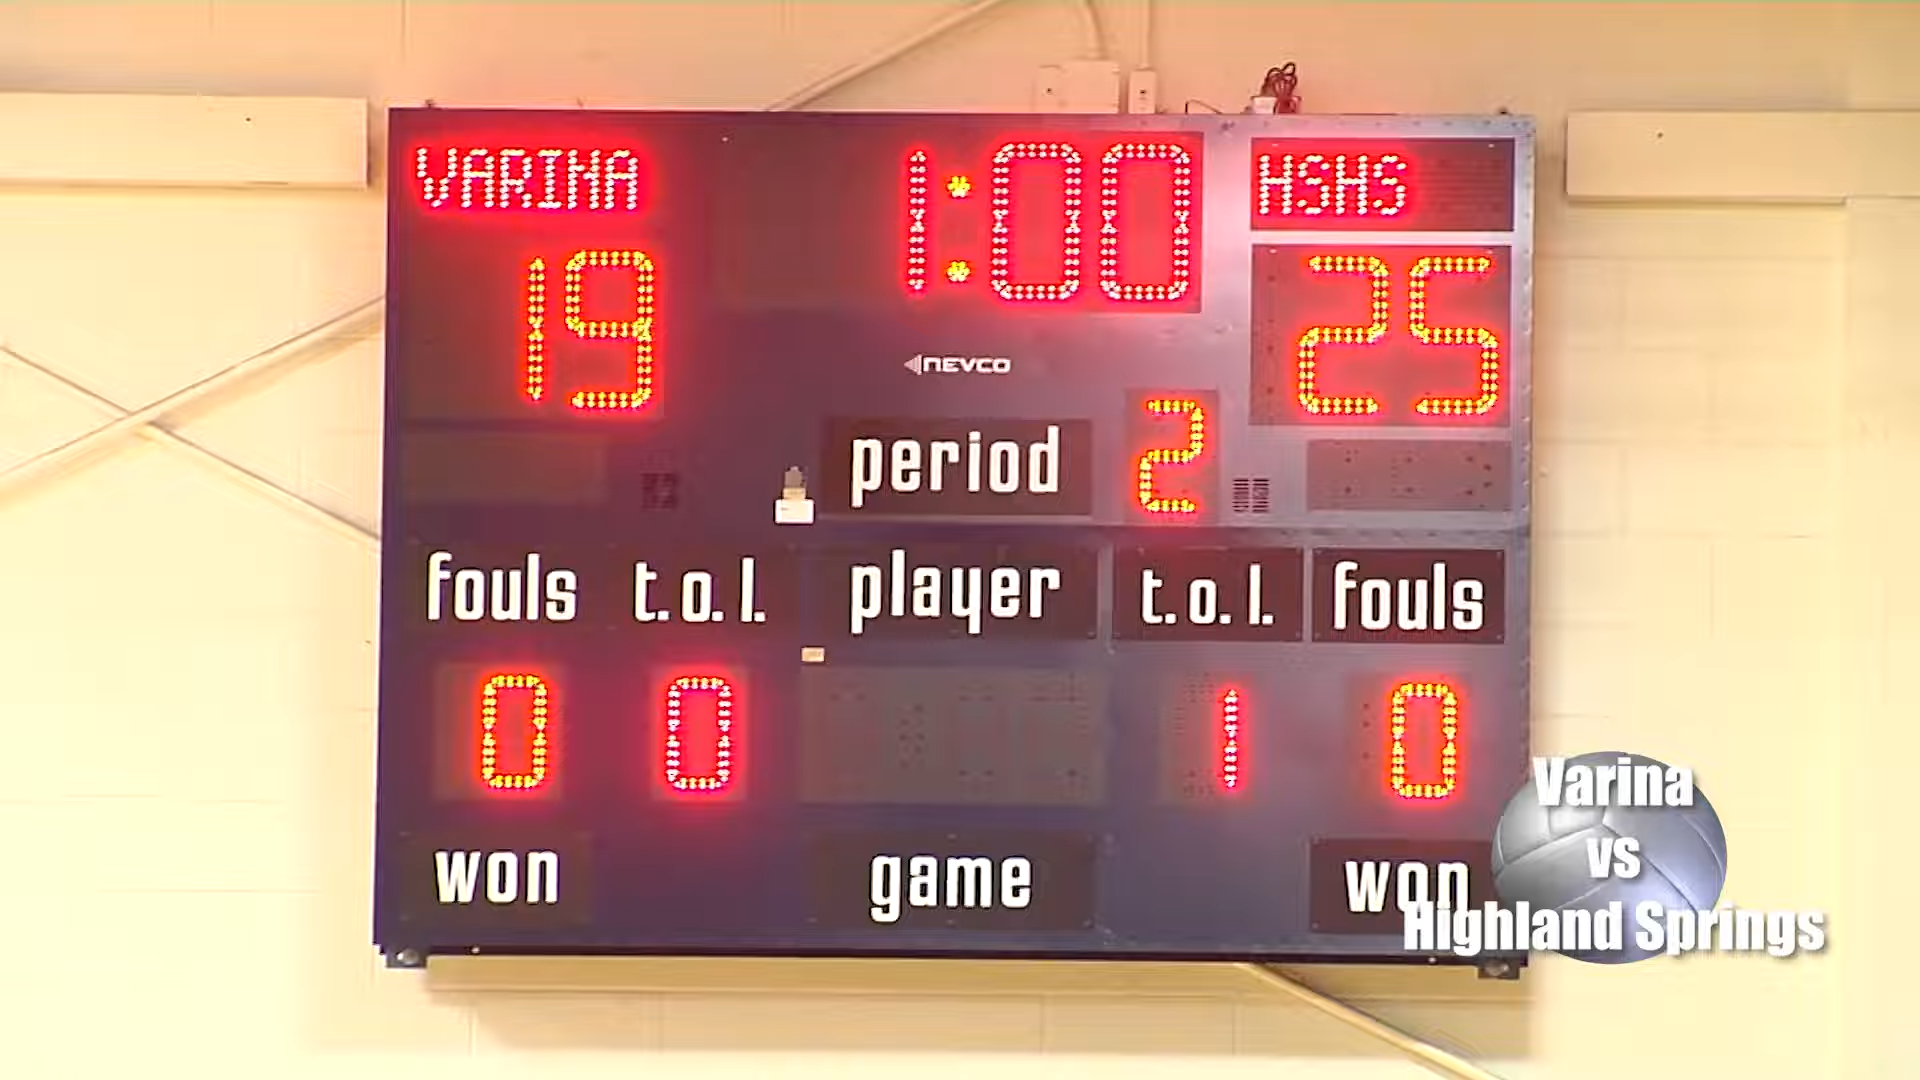 VARINA 1:00 HSHS
19 25
NEVCO
period 2
fouls t.o.l. player t.o.l. fouls
0 0 1 0
won game won
Varina
vs
Highland Springs